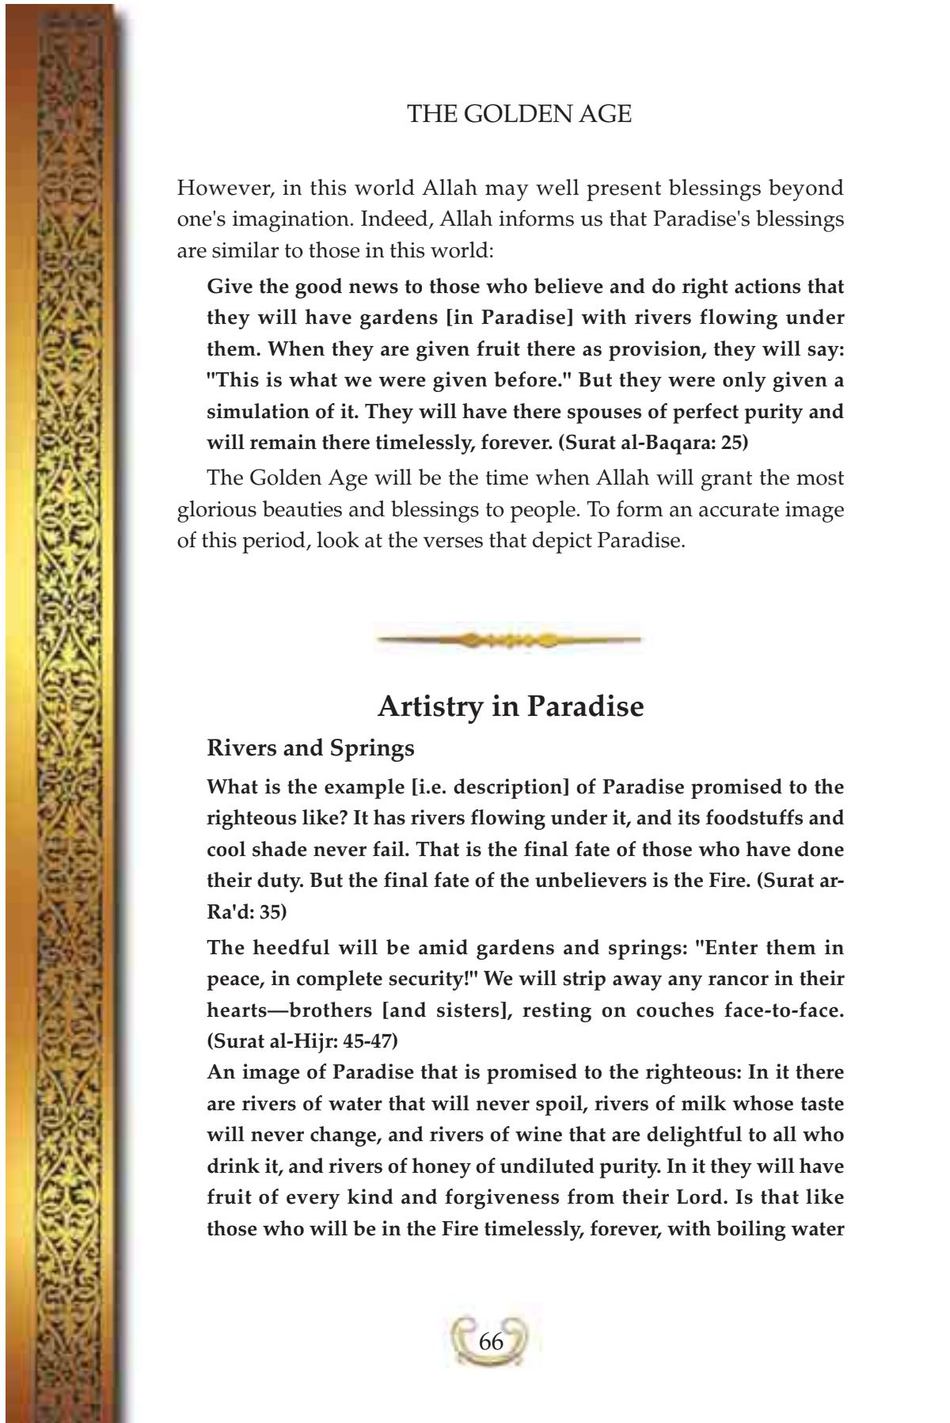 THE GOLDEN AGE
However, in this world Allah may well present blessings beyond
one's imagination. Indeed, Allah informs us that Paradise's blessings
are similar to those in this world:
Give the good news to those who believe and do right actions that
they will have gardens [in Paradise] with rivers flowing under
them. When they are given fruit there as provision, they will say:
"This is what we were given before." But they were only given a
simulation of it. They will have there spouses of perfect purity and
will remain there timelessly, forever. (Surat al-Baqara: 25)
The Golden Age will be the time when Allah will grant the most
glorious beauties and blessings to people. To form an accurate image
of this period, look at the verses that depict Paradise.
Artistry in Paradise
Rivers and Springs
What is the example [i.e. description] of Paradise promised to the
righteous like? It has rivers flowing under it, and its foodstuffs and
cool shade never fail. That is the final fate of those who have done
their duty. But the final fate of the unbelievers is the Fire. (Surat ar-
Ra'd: 35)
The heedful will be amid gardens and springs: "Enter them in
peace, in complete security!" We will strip away any rancor in their
hearts—brothers [and sisters], resting on couches face-to-face.
(Surat al-Hijr: 45-47)
An image of Paradise that is promised to the righteous: In it there
are rivers of water that will never spoil, rivers of milk whose taste
will never change, and rivers of wine that are delightful to all who
drink it, and rivers of honey of undiluted purity. In it they will have
fruit of every kind and forgiveness from their Lord. Is that like
those who will be in the Fire timelessly, forever, with boiling water
66